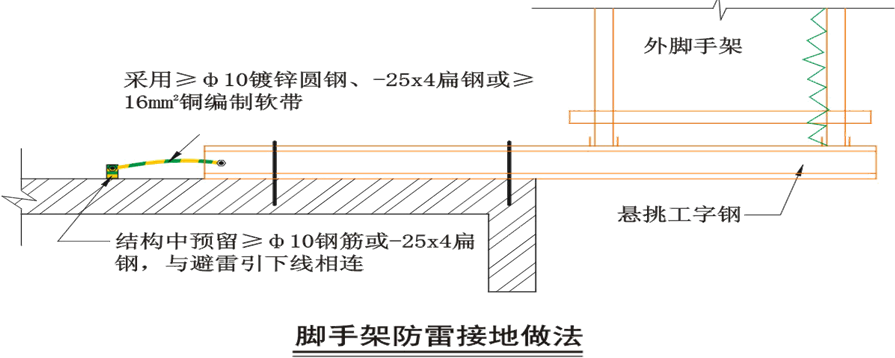 外脚手架
采用≥φ10镀锌圆钢、-25x4扁钢或≥
16mm²铜编制软带
悬挑工字钢
结构中预留≥φ10钢筋或-25x4扁
钢，与避雷引下线相连
脚手架防雷接地做法